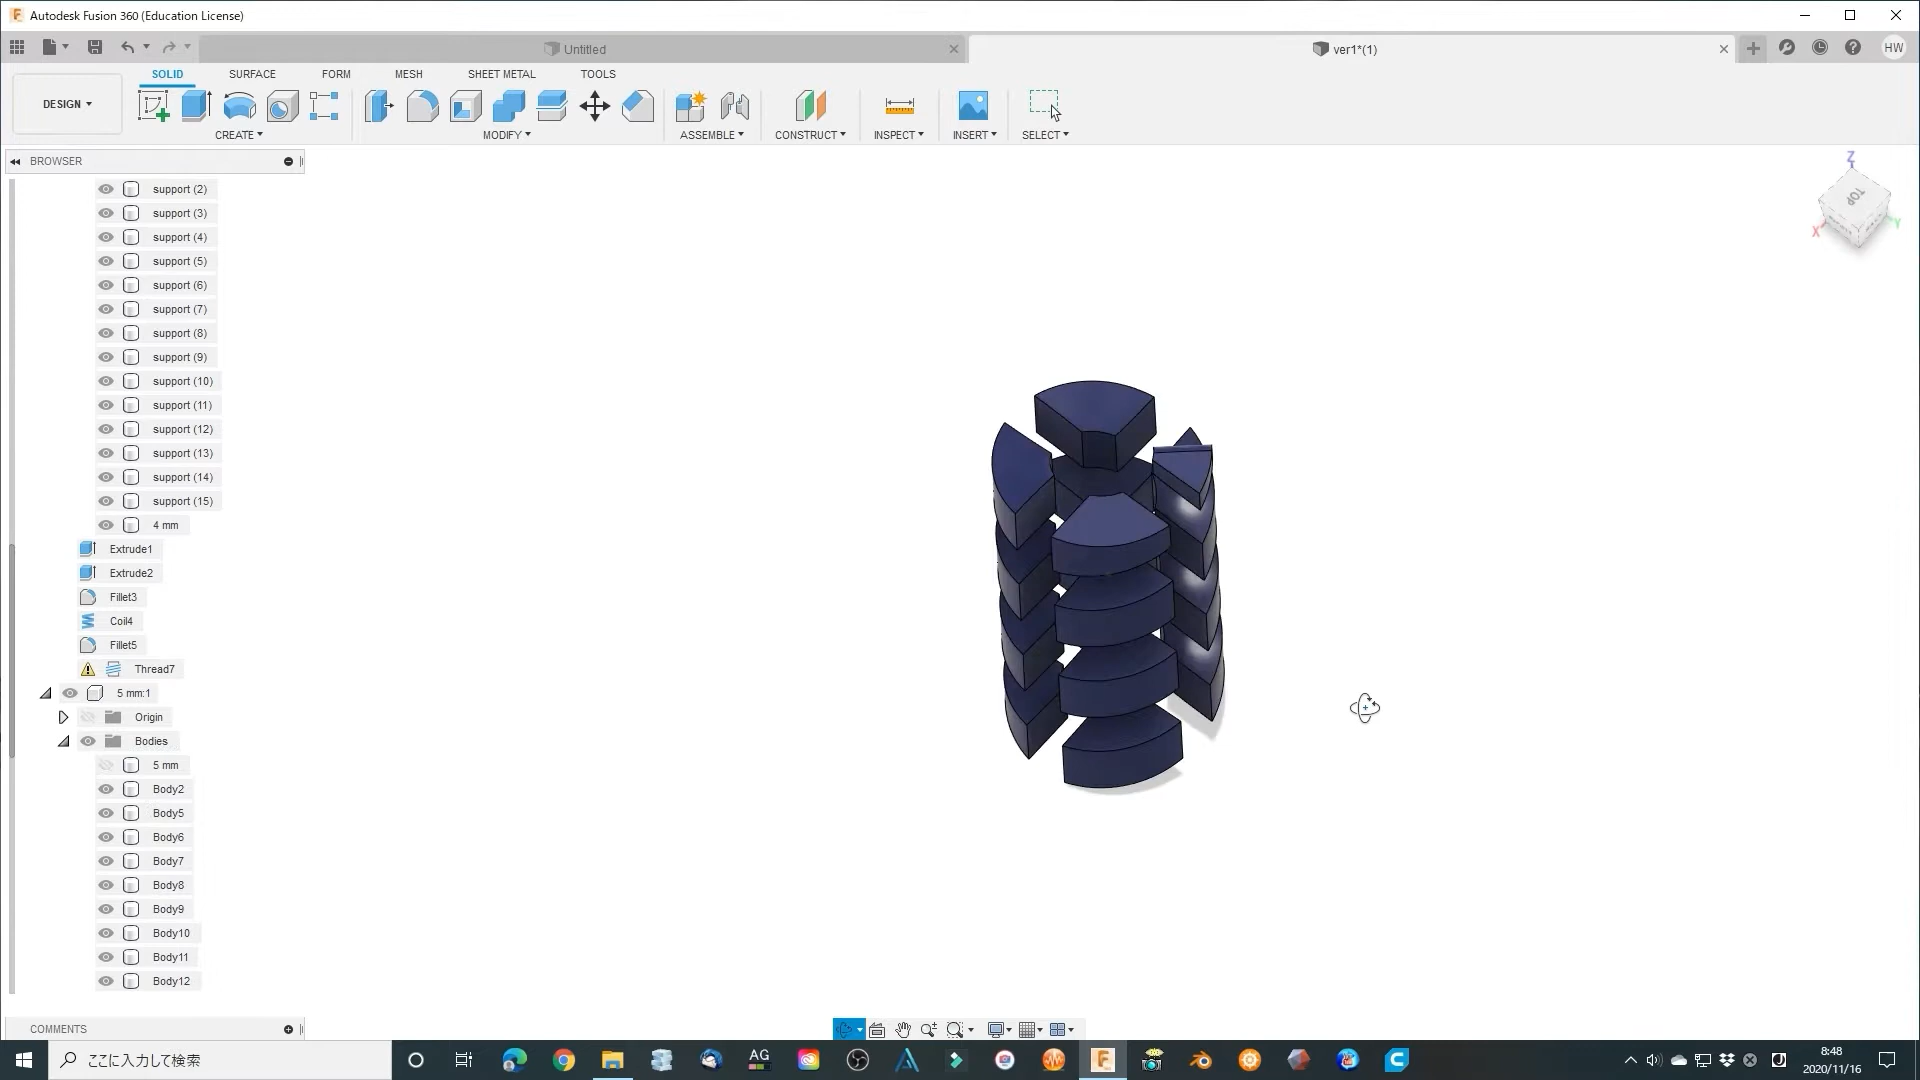 Autodesk Fusion 360 (Education License)
Untitled
ver1*(1)
HW
DESIGN
SOLID
SURFACE
FORM
MESH
SHEET METAL
TOOLS
CREATE
MODIFY
ASSEMBLE
CONSTRUCT
INSPECT
INSERT
SELECT
BROWSER
support (2)
support (3)
support (4)
support (5)
support (6)
support (7)
support (8)
support (9)
support (10)
support (11)
support (12)
support (13)
support (14)
support (15)
4 mm
Extrude1
Extrude2
Fillet3
Coil4
Fillet5
Thread7
5 mm:1
Origin
Bodies
5 mm
Body2
Body5
Body6
Body7
Body8
Body9
Body10
Body11
Body12
Z
TOP
X
Y
COMMENTS
ここに入力して検索
AG
8:48
2020/11/16